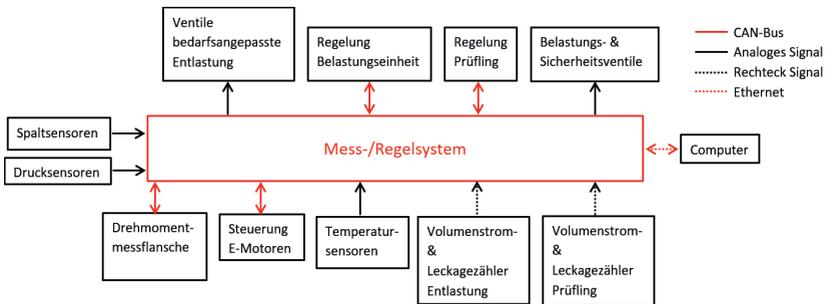 Ventile
bedarfsangepasste
Entlastung
Regelung
Belastungseinheit
Regelung
Prüfling
Belastungs- &
Sicherheitsventile
CAN-Bus
Analoges Signal
Rechteck Signal
Ethernet
Spaltsensoren
Drucksensoren
Mess-/Regelsystem
Computer
Drehmoment-
messflansche
Steuerung
E-Motoren
Temperatur-
sensoren
Volumenstrom-
&
Leckagezähler
Entlastung
Volumenstrom-
&
Leckagezähler
Prüfling